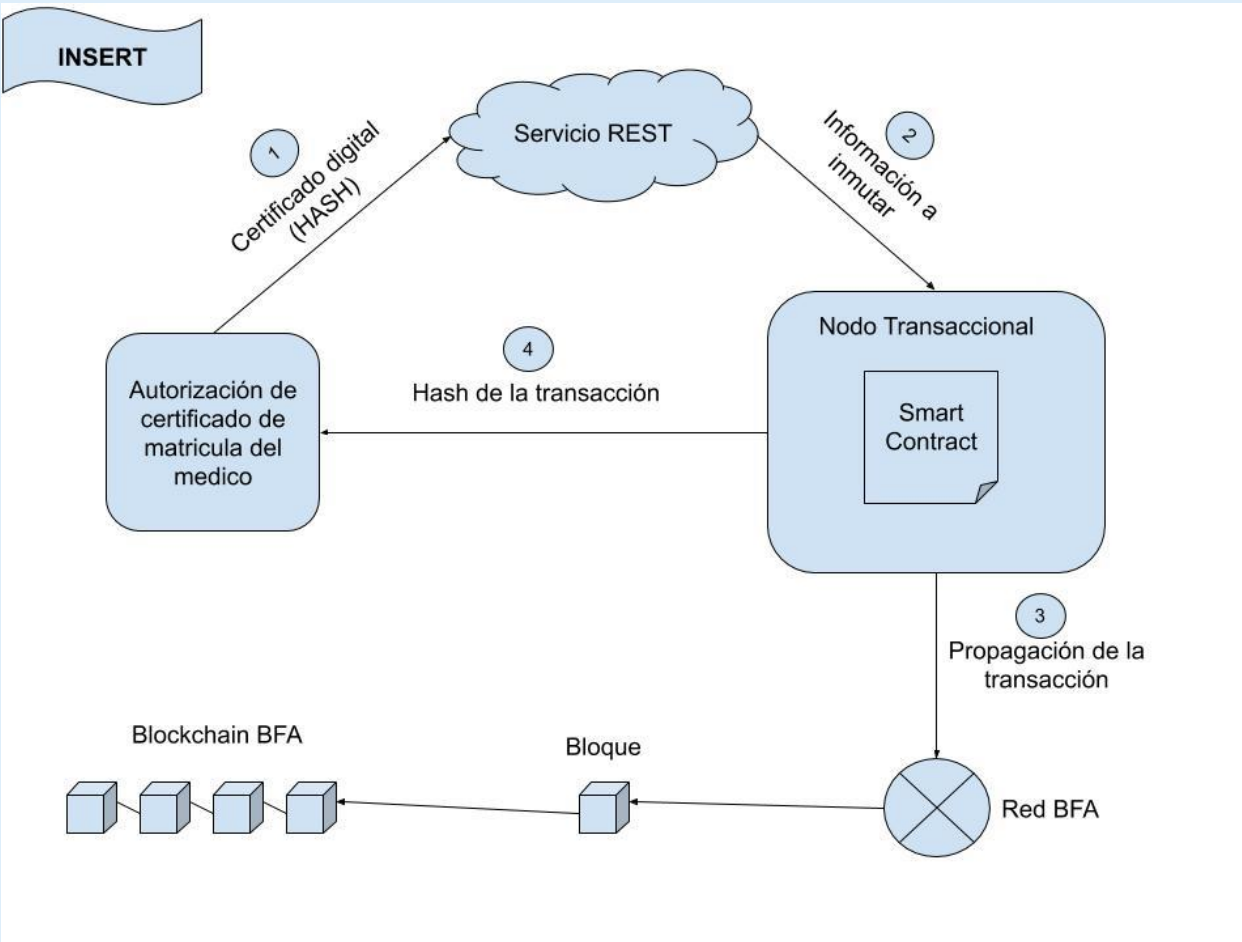 INSERT
1
Certificado digital
(HASH)
Servicio REST
2
Información a
inmutar
Nodo Transaccional
Smart
Contract
4
Hash de la transacción
Autorización de
certificado de
matricula del
medico
3
Propagación de la
transacción
Blockchain BFA
Bloque
Red BFA